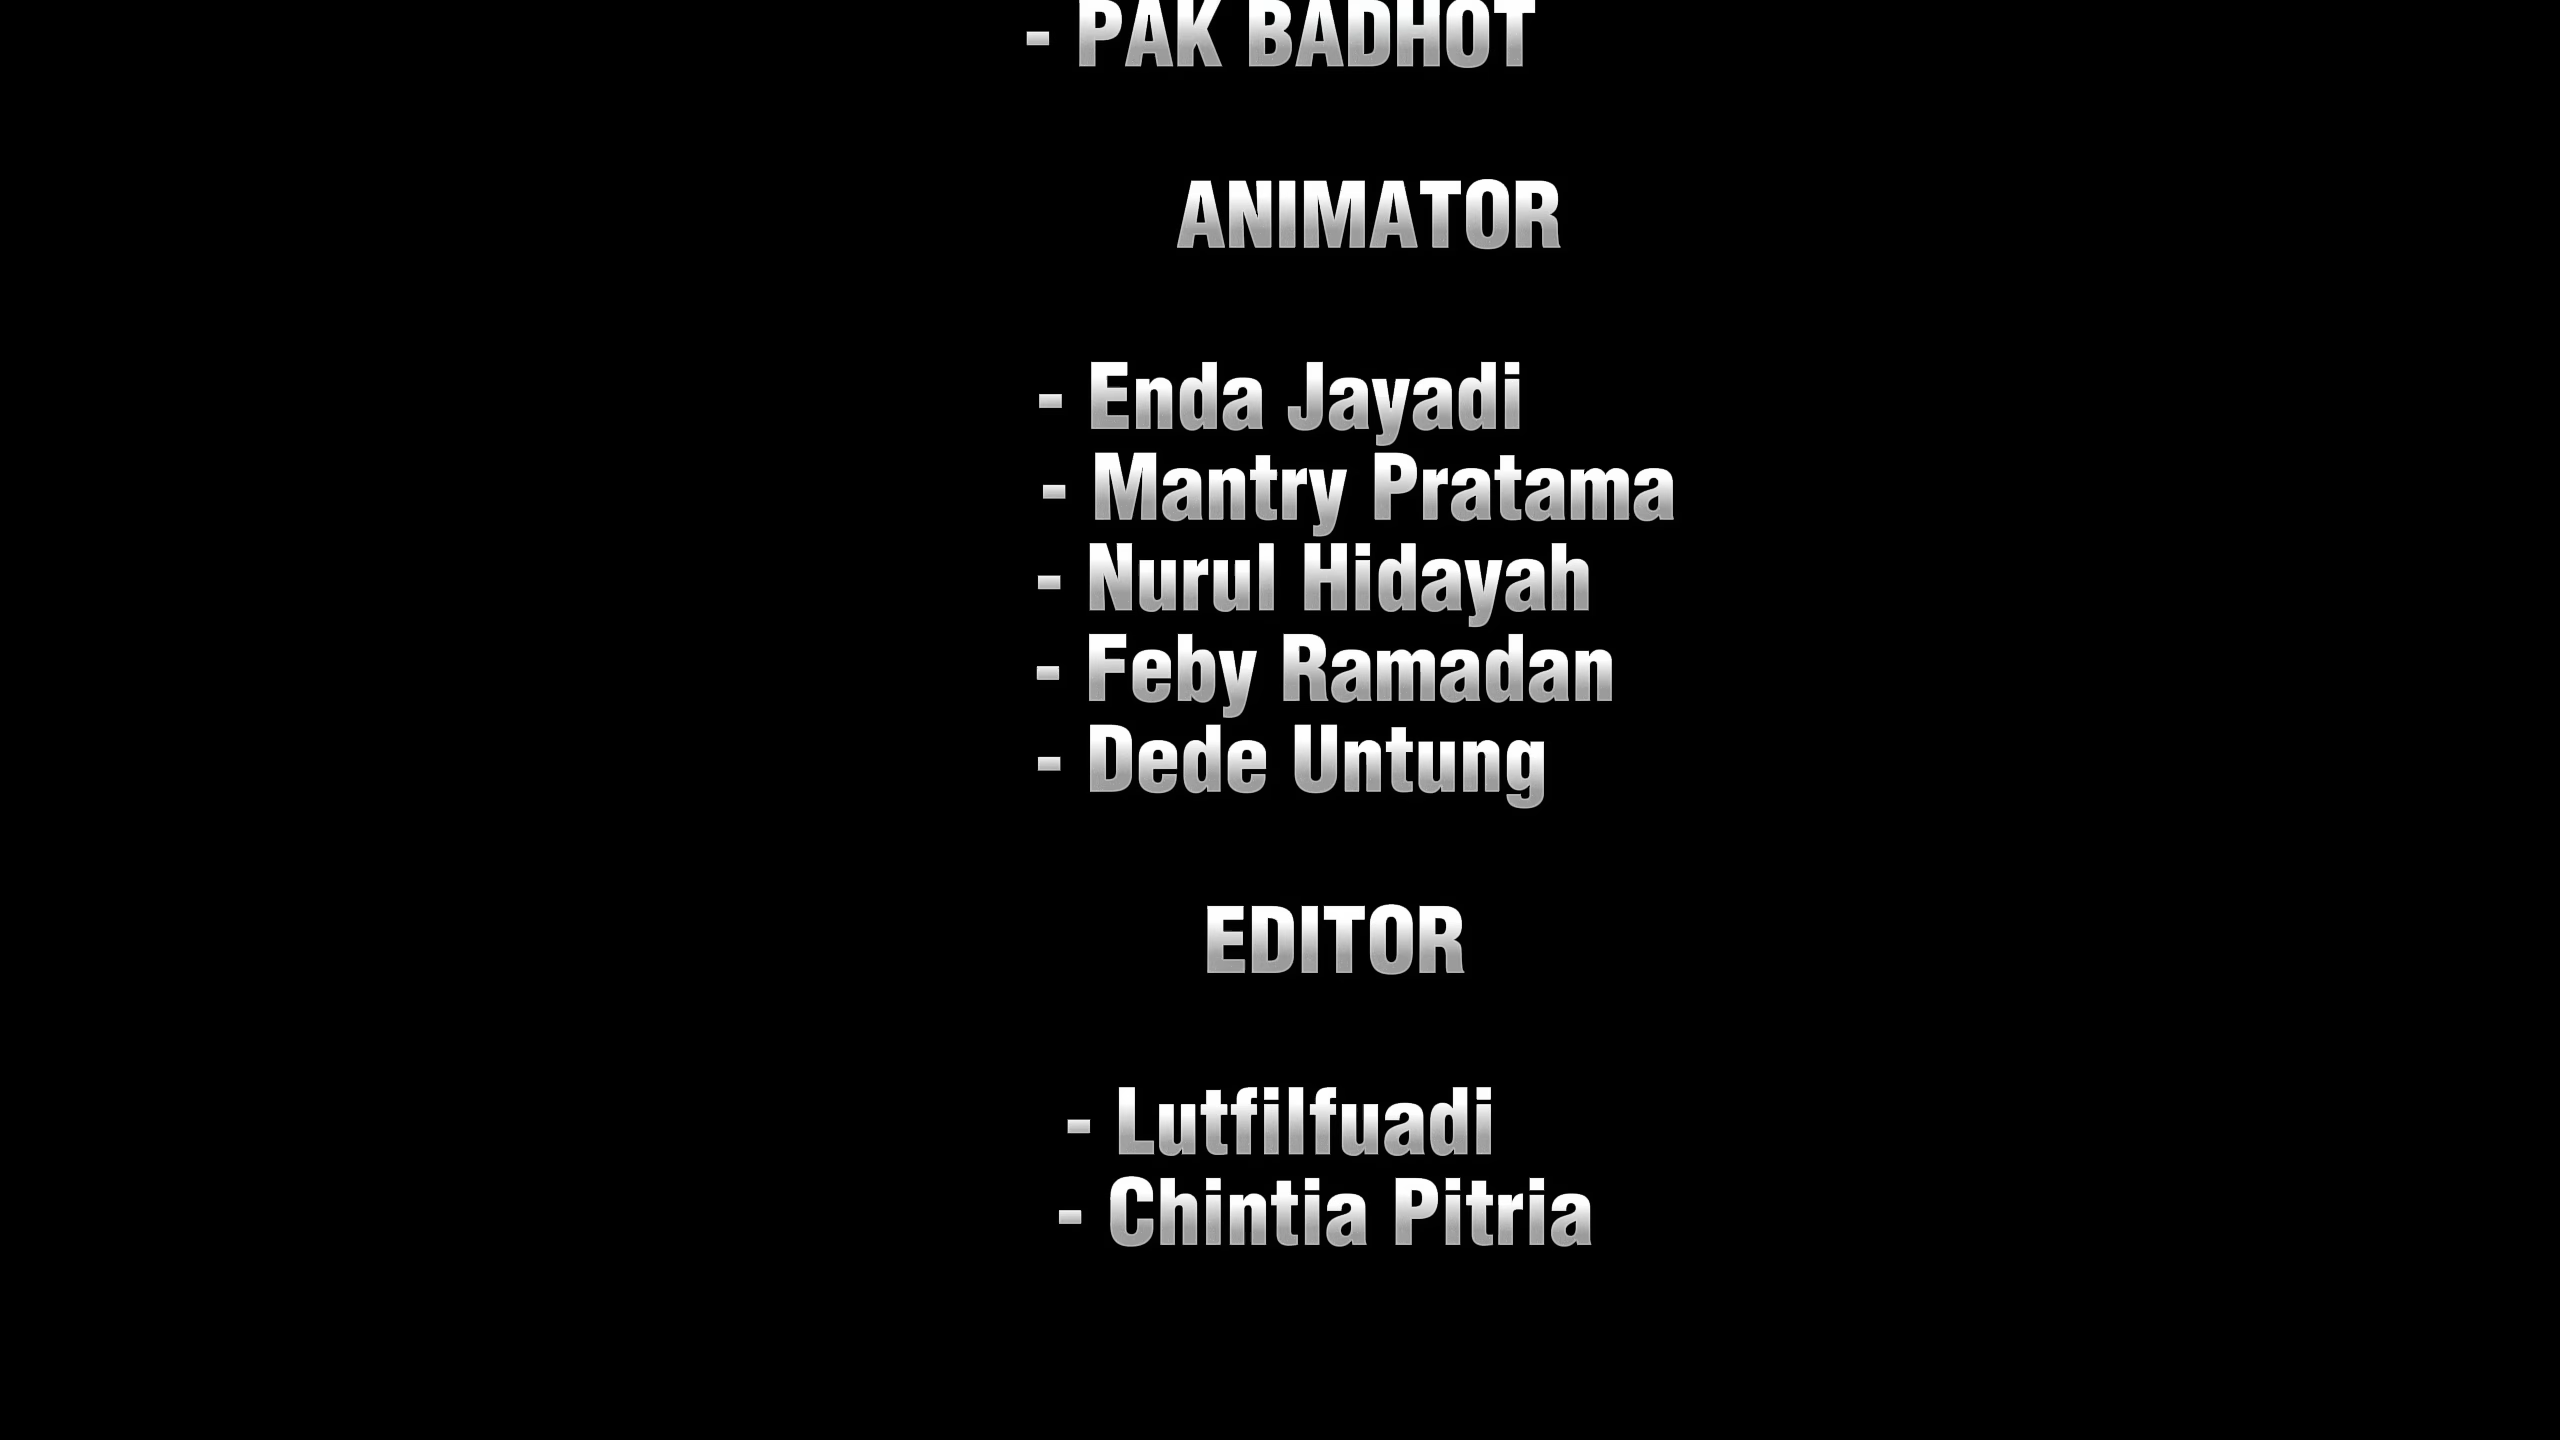 - PAK BADHOT
ANIMATOR
- Enda Jayadi
- Mantry Pratama
- Nurul Hidayah
- Feby Ramadan
- Dede Untung
EDITOR
- Lutfilfuadi
- Chintia Pitria